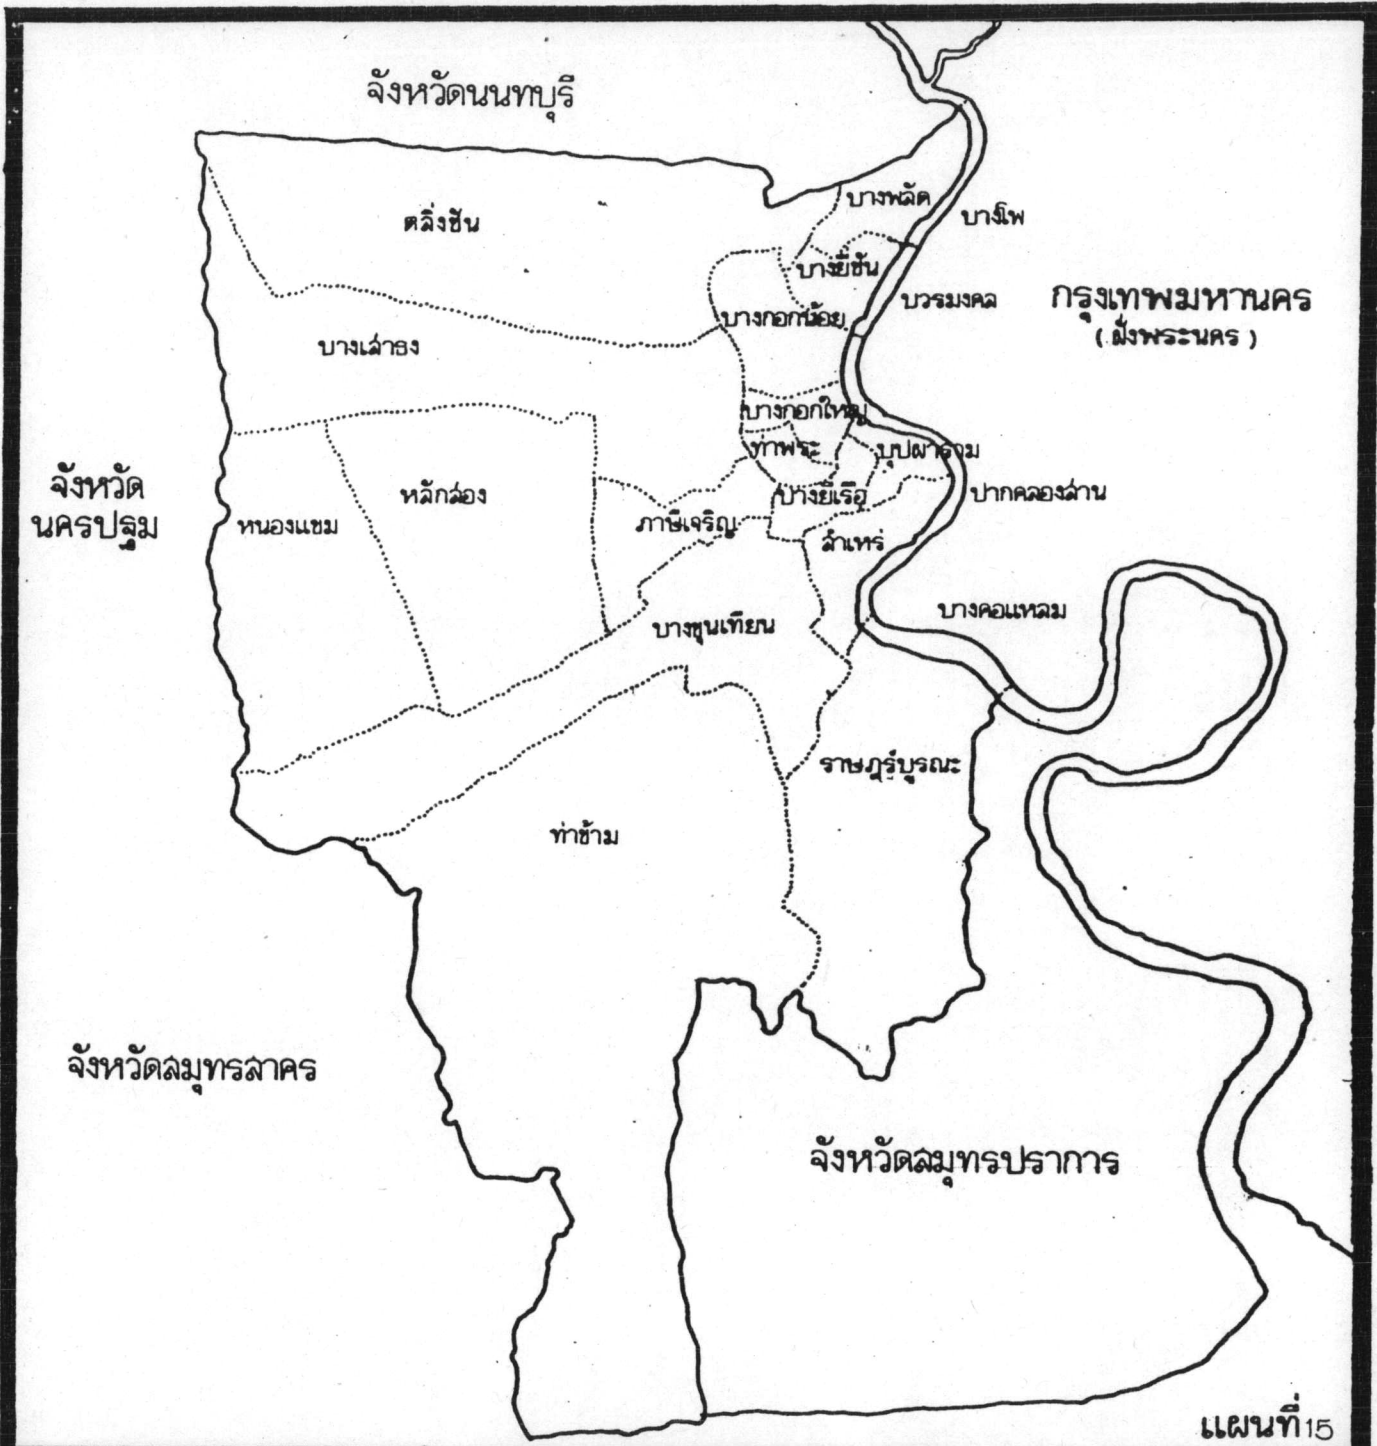 จังหวัดนนทบุรี
บางพลัด
ตลิ่งชัน
บางโพ
บางยี่ขัน
กรุงเทพมหานคร
บวรมงคล
บางกอกน้อย
(ฝั่งพระนคร)
บางเสาธง
บางกอกใหญ่
ท่าพระ
บุปผาราม
จังหวัด
นครปฐม
หลักสอง
บางยี่เรือ
ปากคลองสาน
หนองแขม
ภาษีเจริญ
สำเหร่
บางคอแหลม
บางขุนเทียน
ราษฎร์บูรณะ
ท่าข้าม
จังหวัดสมุทรสาคร
จังหวัดสมุทรปราการ
แผนที่ 15